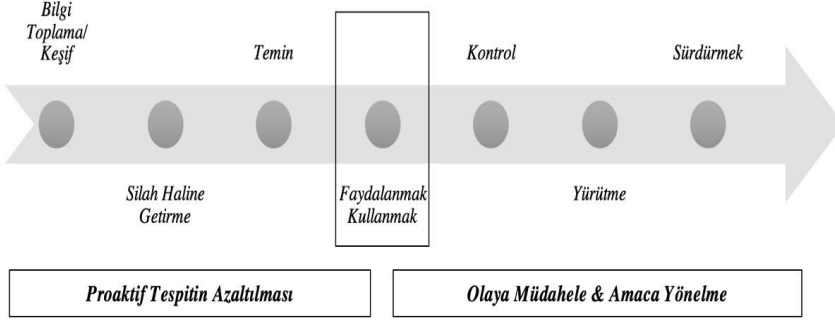 Bilgi
Toplama/
Keşif
Temin
Kontrol
Sürdürmek
Silah Haline
Getirme
Faydalanmak
Kullanmak
Yürütme
Proaktif Tespitin Azaltılması
Olaya Müdahele & Amaca Yönelme